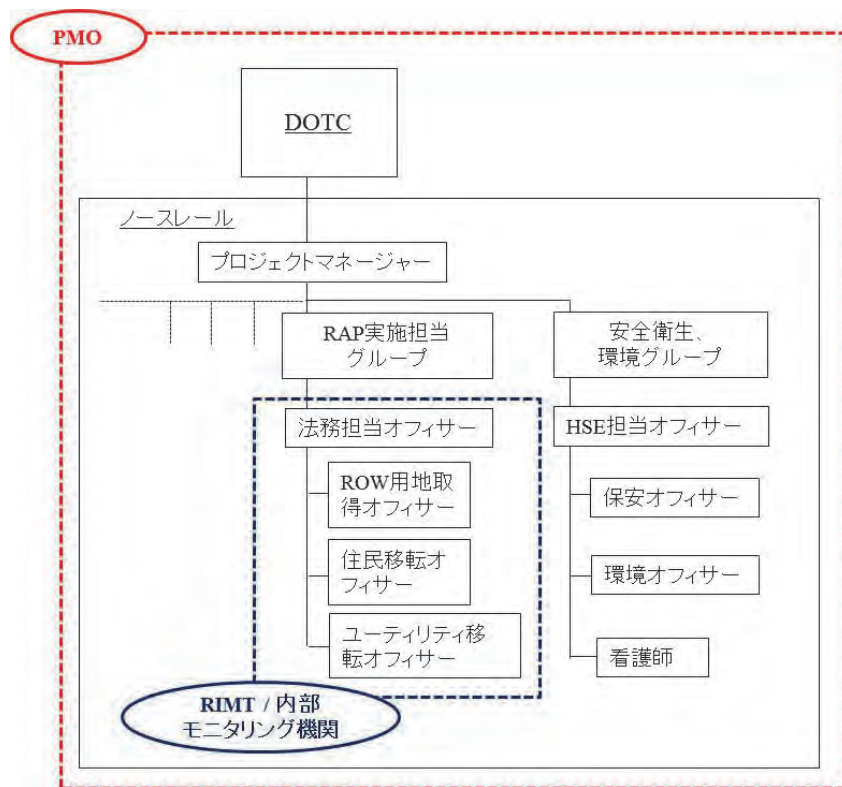 PMO
DOTC
ノースレール
プロジェクトマネージャー
RAP実施担当
グループ
安全衛生、
環境グループ
法務担当オフィサー
HSE担当オフィサー
ROW用地取
得オフィサー
保安オフィサー
住民移転オ
フィサー
環境オフィサー
ユーティリティ移
転オフィサー
看護師
RIMT / 内部
モニタリング機関